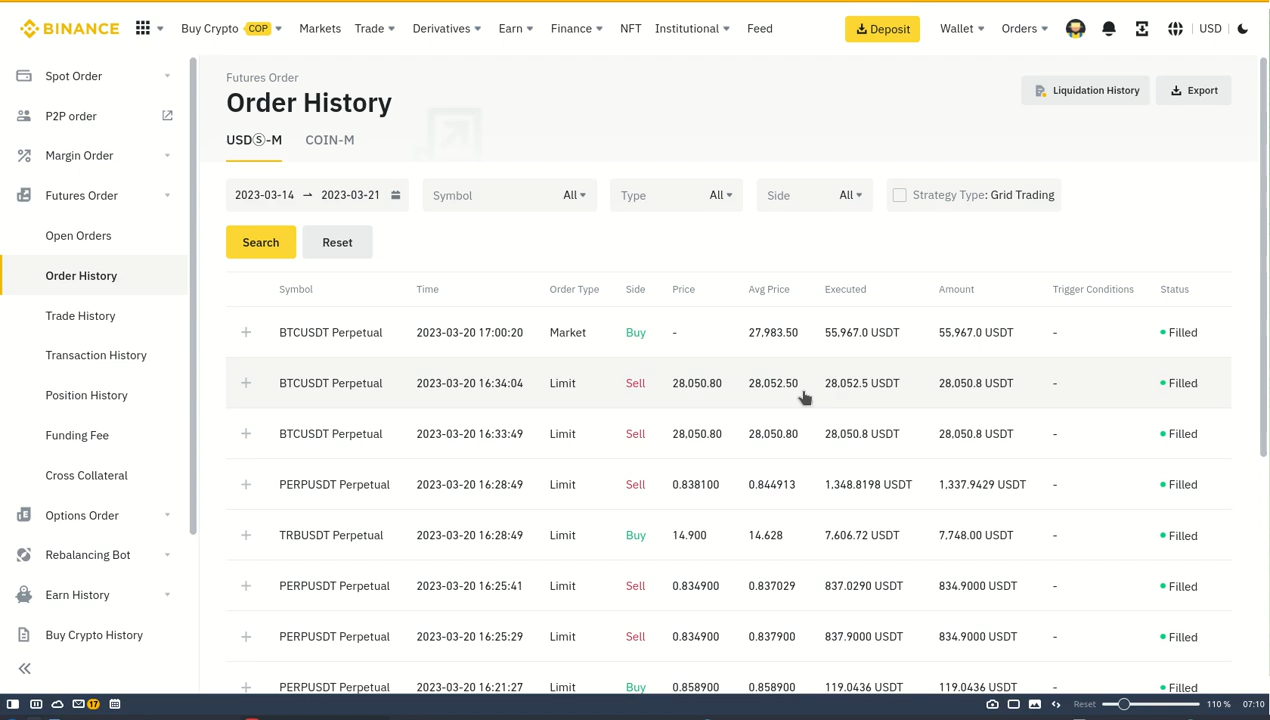 BINANCE Buy Crypto COP Markets Trade Derivatives Earn Finance NFT Institutional Feed Deposit Wallet Orders USD
Spot Order
P2P order
Margin Order
Futures Order
Open Orders
Order History
Trade History
Transaction History
Position History
Funding Fee
Cross Collateral
Options Order
Rebalancing Bot
Earn History
Buy Crypto History
Futures Order
Order History
Liquidation History Export
USDⓈ-M COIN-M
2023-03-14 → 2023-03-21 Symbol All Type All Side All Strategy Type: Grid Trading
Search Reset
Symbol Time Order Type Side Price Avg Price Executed Amount Trigger Conditions Status
+ BTCUSDT Perpetual 2023-03-20 17:00:20 Market Buy - 27,983.50 55,967.0 USDT 55,967.0 USDT - Filled
+ BTCUSDT Perpetual 2023-03-20 16:34:04 Limit Sell 28,050.80 28,052.50 28,052.5 USDT 28,050.8 USDT - Filled
+ BTCUSDT Perpetual 2023-03-20 16:33:49 Limit Sell 28,050.80 28,050.80 28,050.8 USDT 28,050.8 USDT - Filled
+ PERPUSDT Perpetual 2023-03-20 16:28:49 Limit Sell 0.838100 0.844913 1,348.8198 USDT 1,337.9429 USDT - Filled
+ TRBUSDT Perpetual 2023-03-20 16:28:49 Limit Buy 14.900 14.628 7,606.72 USDT 7,748.00 USDT - Filled
+ PERPUSDT Perpetual 2023-03-20 16:25:41 Limit Sell 0.834900 0.837029 837.0290 USDT 834.9000 USDT - Filled
+ PERPUSDT Perpetual 2023-03-20 16:25:29 Limit Sell 0.834900 0.837900 837.9000 USDT 834.9000 USDT - Filled
+ PERPUSDT Perpetual 2023-03-20 16:21:27 Limit Buy 0.858900 0.858900 119.0436 USDT 119.0436 USDT - Filled
17 Reset 110 % 07:10